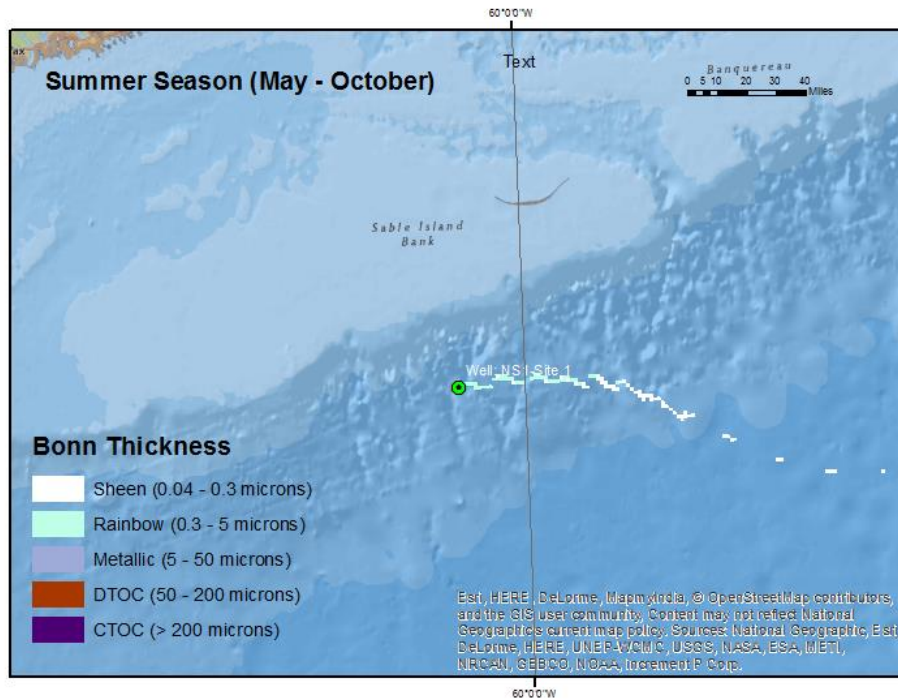 60°0'0"W
ax
Text
Summer Season (May - October)
Banquereau
0 5 10 20 30 40
Miles
Sable Island
Bank
Well: NS1 Site 1
Bonn Thickness
Sheen (0.04 - 0.3 microns)
Rainbow (0.3 - 5 microns)
Metallic (5 - 50 microns)
DTOC (50 - 200 microns)
CTOC (> 200 microns)
Esri, HERE, DeLorme, MapmyIndia, © OpenStreetMap contributors,
and the GIS user community, Content may not reflect National
Geographic's current map policy. Sources: National Geographic, Esri,
DeLorme, HERE, UNEP-WCMC, USGS, NASA, ESA, METI,
NRCAN, GEBCO, NOAA, increment P Corp.
60°0'0"W